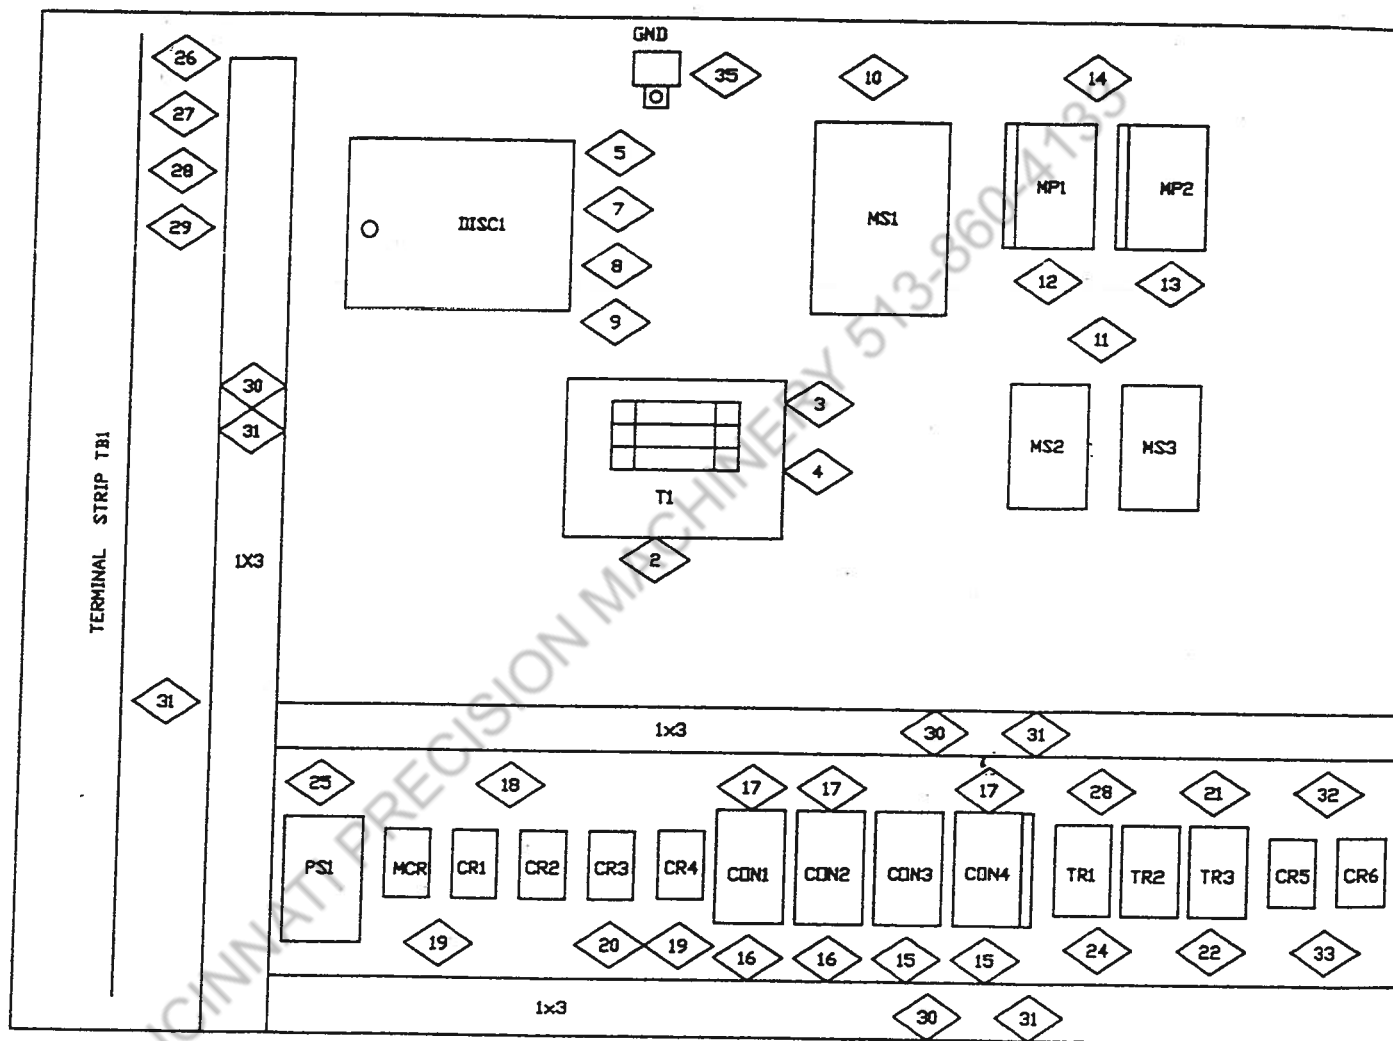 GND
26
35
10
14
27
5
28
MP1
MP2
7
29
DISC1
MS1
8
12
13
9
11
30
3
31
MS2
MS3
4
T1
TERMINAL STRIP TB1
1X3
2
31
1x3
30
31
25
18
17
17
17
28
21
32
PS1
MCR
CR1
CR2
CR3
CR4
CON1
CON2
CON3
CON4
TR1
TR2
TR3
CR5
CR6
19
20
19
16
16
15
15
24
22
33
1x3
30
31
CINCINNATI PRECISION MACHINERY 513-860-4133